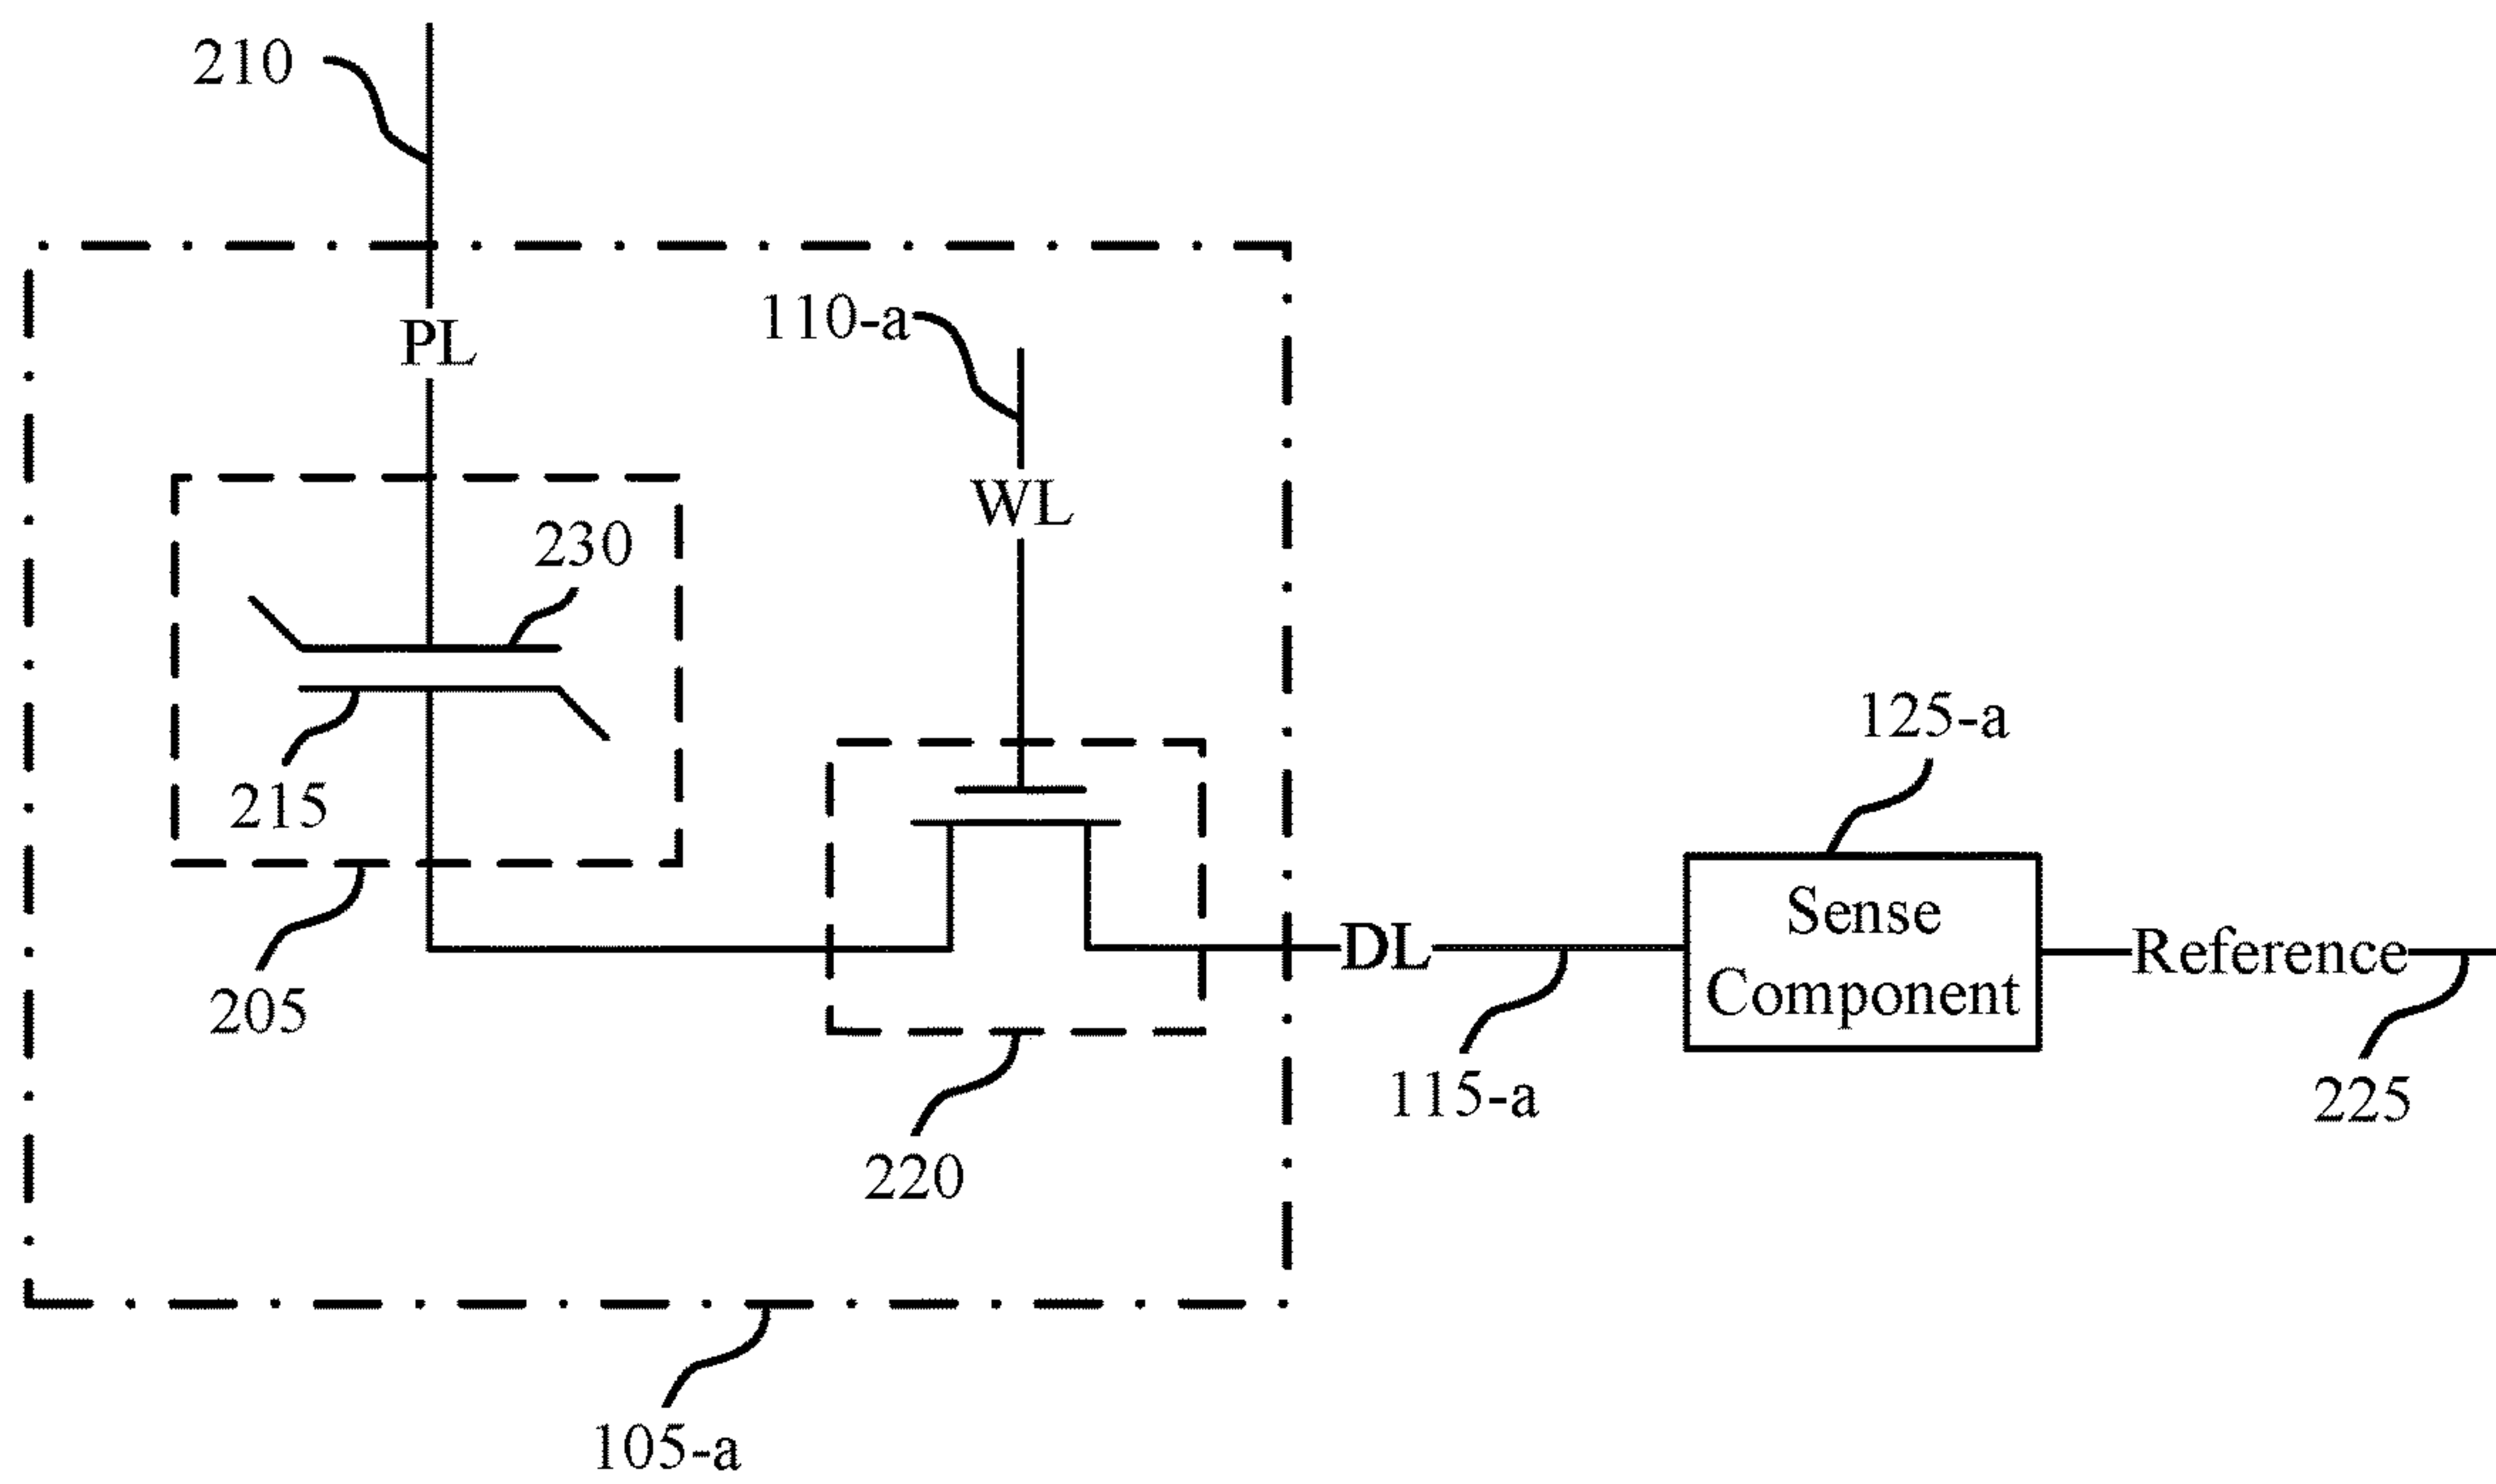 210
110-a
PL
WL
230
125-a
215
Sense
Component
DL
Reference
205
115-a
225
220
105-a